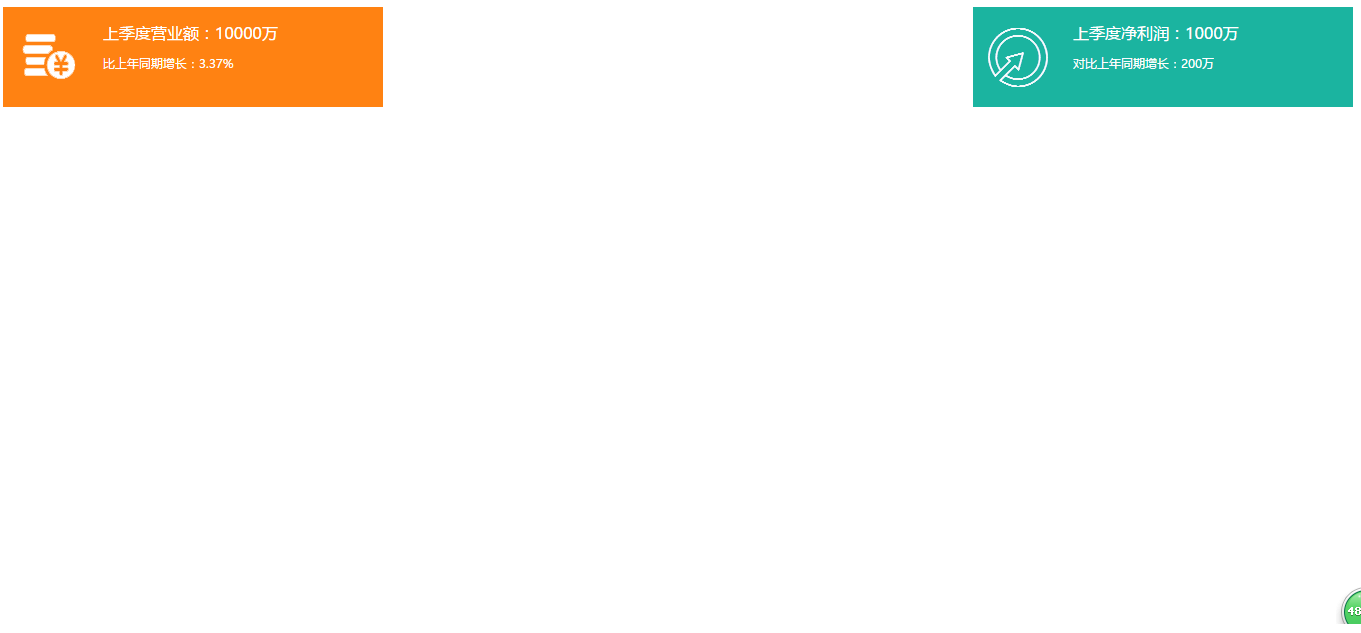 上季度营业额：10000万
比上年同期增长：3.37%
上季度净利润：1000万
对比上年同期增长：200万
48